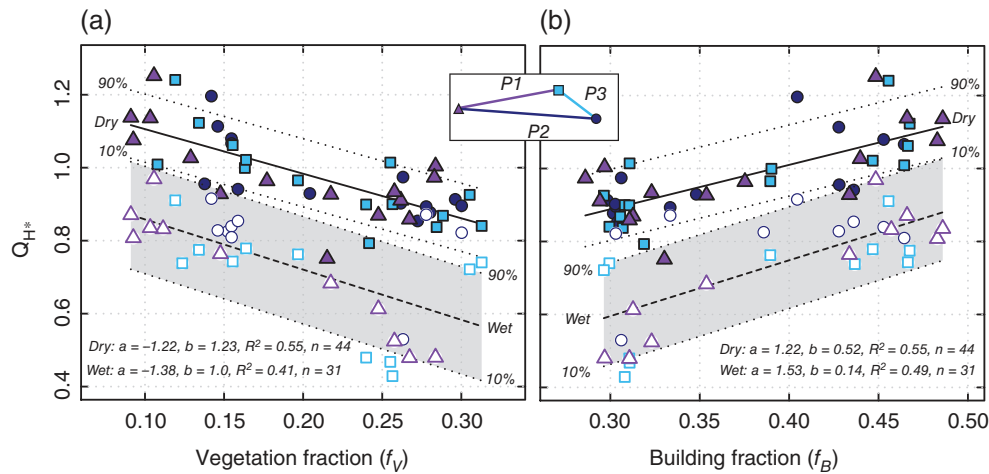 (a)
(b)
Q_H*
1.2
1.0
0.8
0.6
0.4
90%
Dry
10%
90%
Wet
10%
Dry: a = −1.22, b = 1.23, R² = 0.55, n = 44
Wet: a = −1.38, b = 1.0, R² = 0.41, n = 31
0.10 0.15 0.20 0.25 0.30
Vegetation fraction (f_V)
P1
P3
P2
90%
Dry
10%
90%
Wet
10%
Dry: a = 1.22, b = 0.52, R² = 0.55, n = 44
Wet: a = 1.53, b = 0.14, R² = 0.49, n = 31
0.30 0.35 0.40 0.45 0.50
Building fraction (f_B)